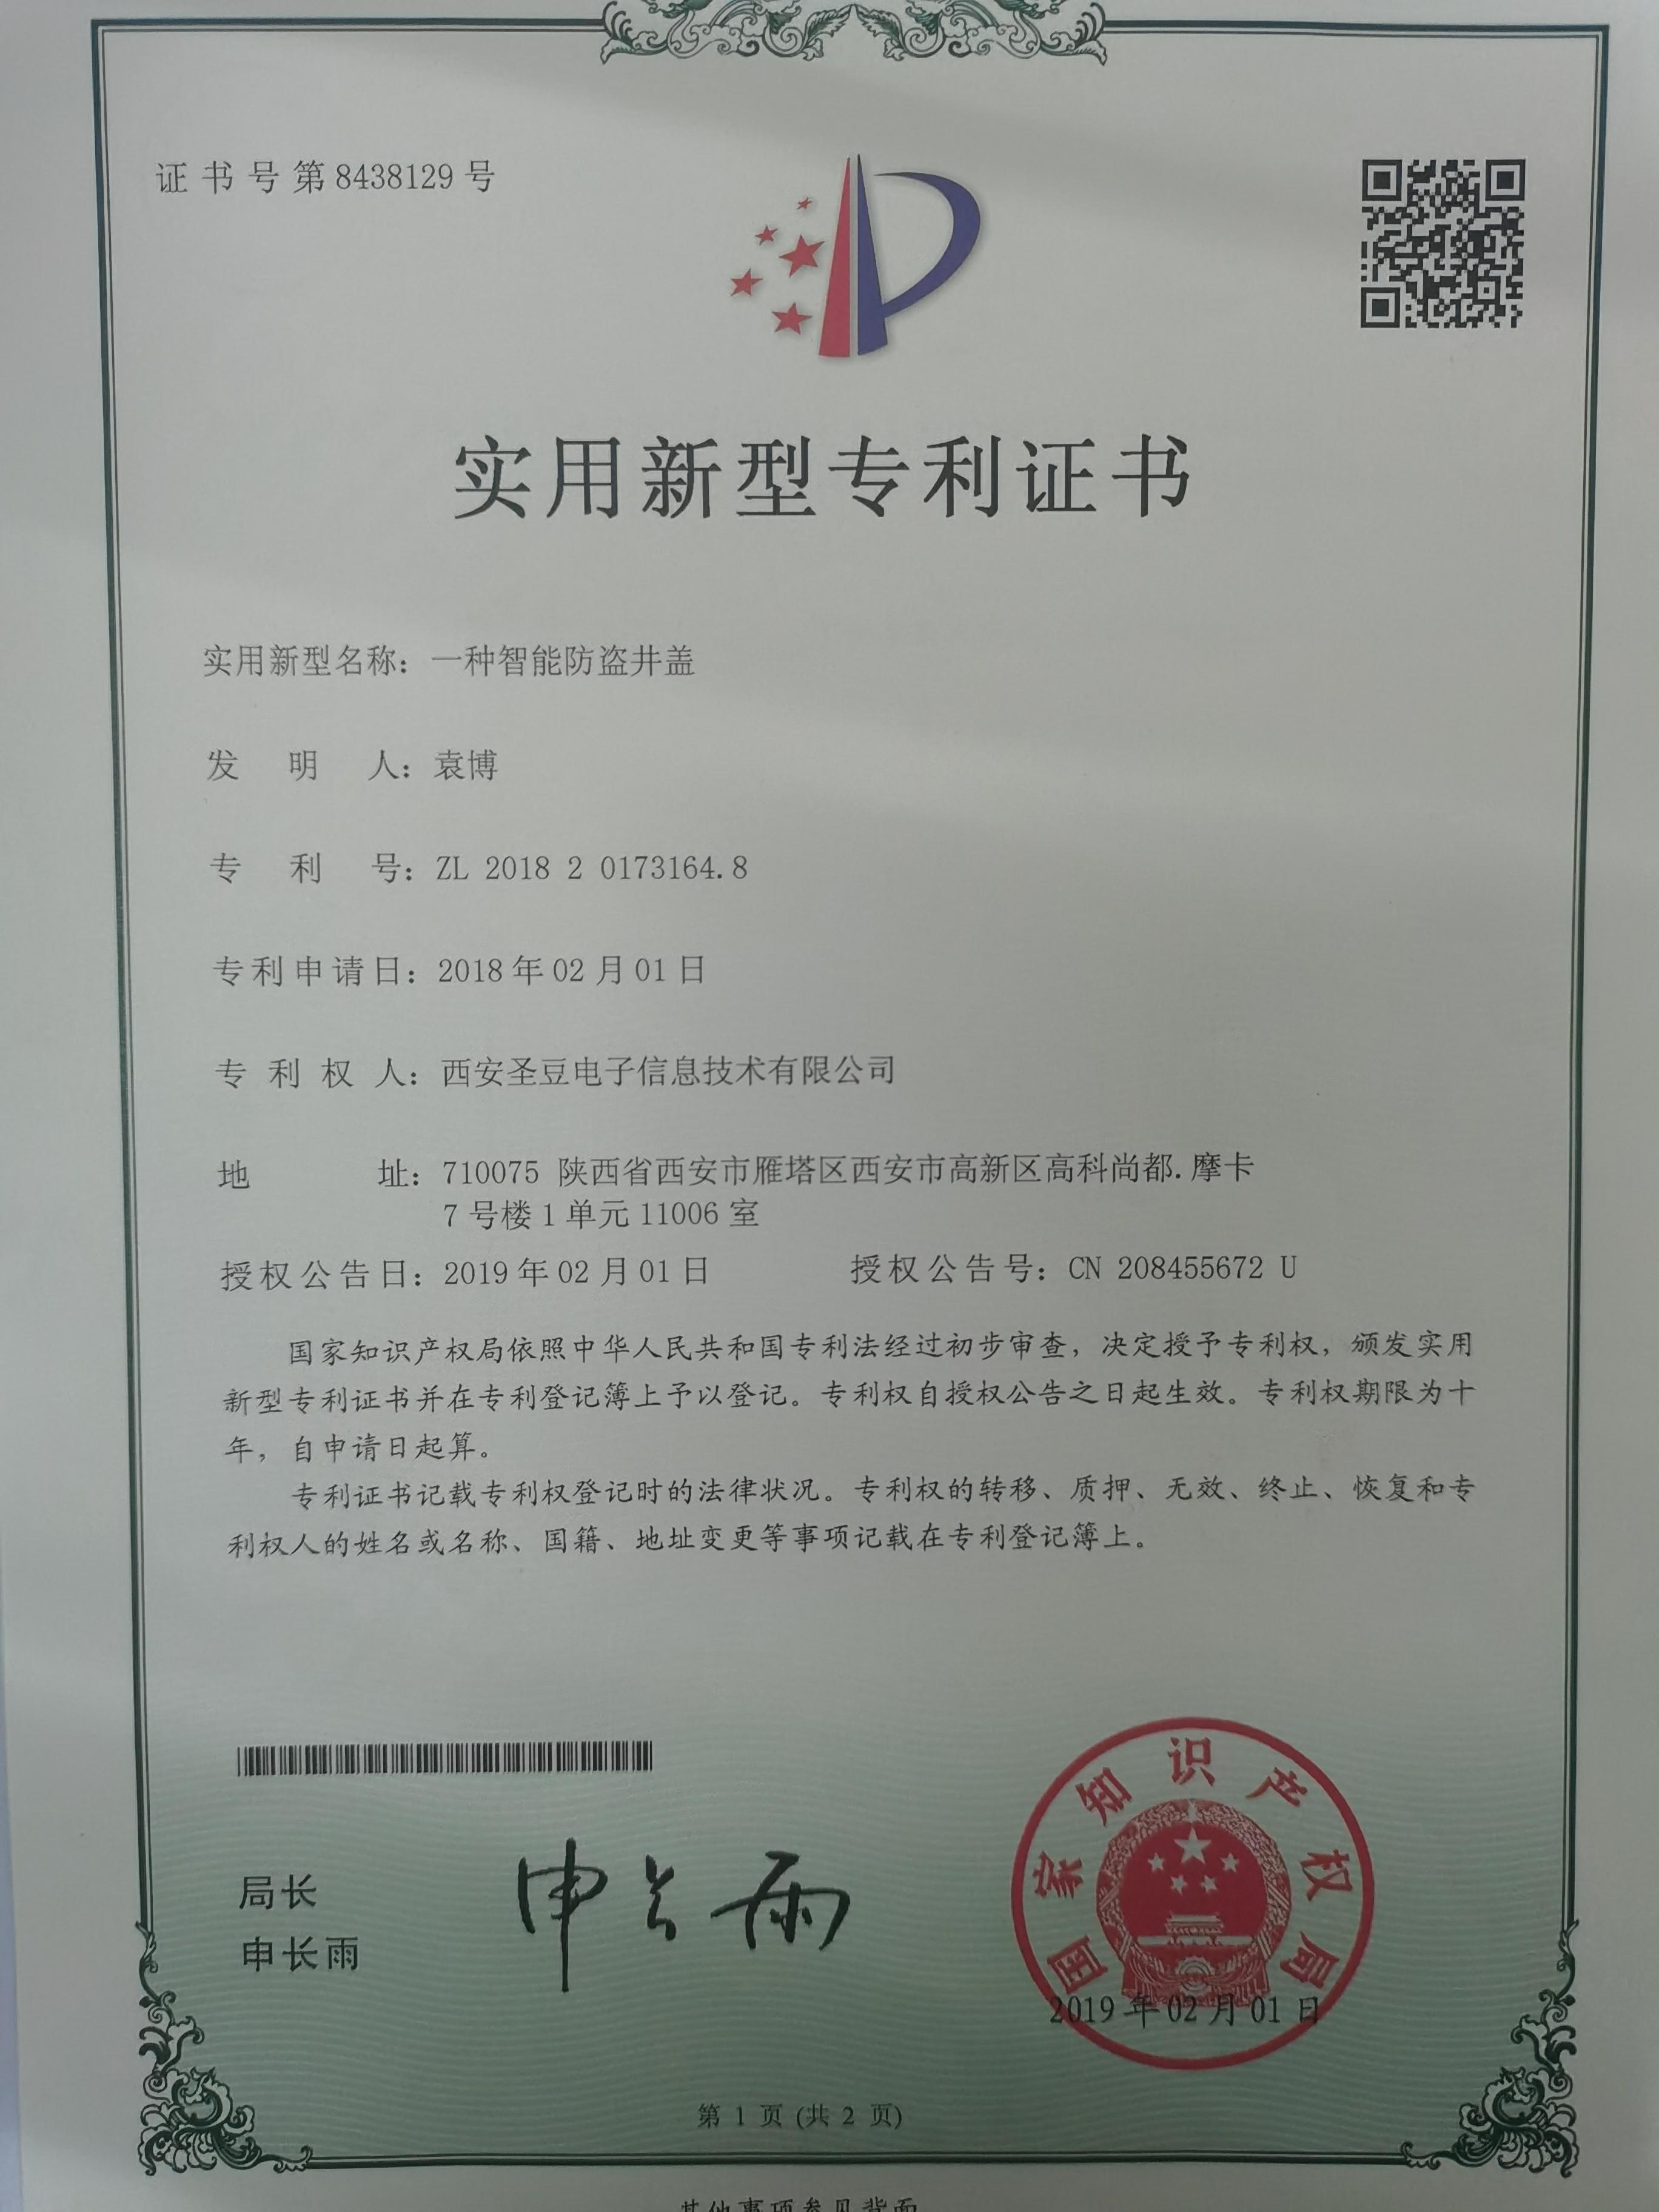 证书号第8438129号
实用新型专利证书
实用新型名称：一种智能防盗井盖
发明人：袁博
专利号：ZL 2018 2 0173164.8
专利申请日：2018年02月01日
专利权人：西安圣豆电子信息技术有限公司
地址：710075 陕西省西安市雁塔区西安市高新区高科尚都.摩卡
7号楼1单元11006室
授权公告日：2019年02月01日 授权公告号：CN 208455672 U
国家知识产权局依照中华人民共和国专利法经过初步审查，决定授予专利权，颁发实用
新型专利证书并在专利登记簿上予以登记。专利权自授权公告之日起生效。专利权期限为十
年，自申请日起算。
专利证书记载专利权登记时的法律状况。专利权的转移、质押、无效、终止、恢复和专
利权人的姓名或名称、国籍、地址变更等事项记载在专利登记簿上。
局长
申长雨
申长雨
国家知识产权局
2019年02月01日
第 1 页 (共 2 页)
其他事项参见背面